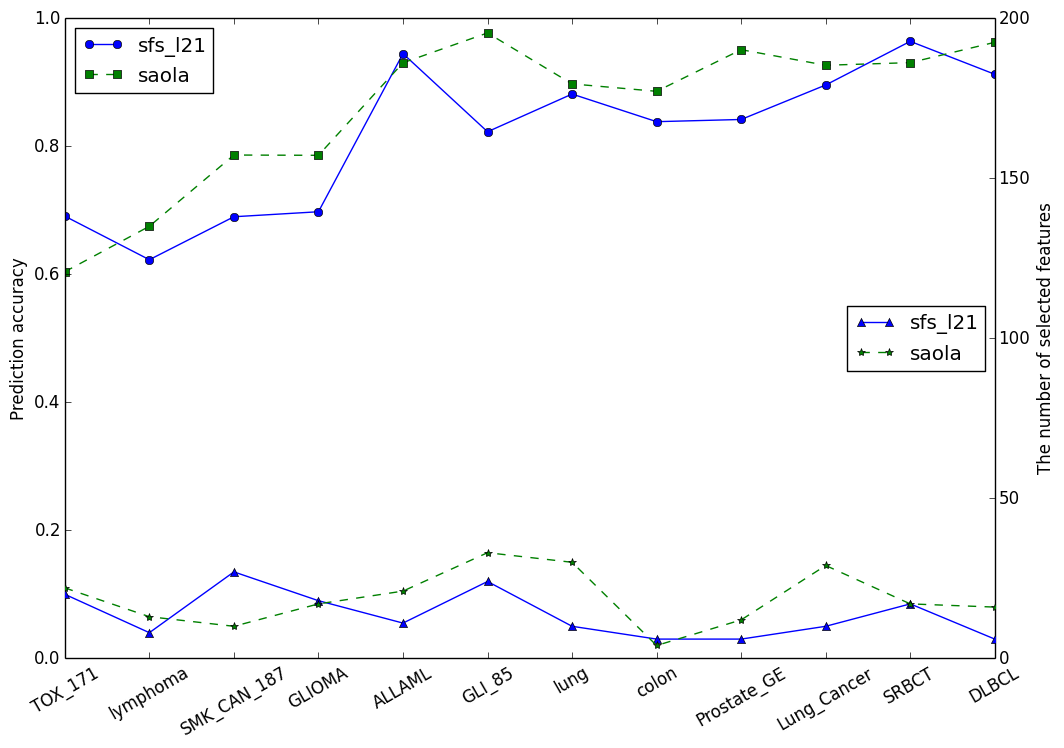 1.0
0.8
0.6
0.4
0.2
0.0
Prediction accuracy
sfs_l21
saola
200
150
100
50
0
The number of selected features
sfs_l21
saola
TOX_171
lymphoma
SMK_CAN_187
GLIOMA
ALLAML
GLI_85
lung
colon
Prostate_GE
Lung_Cancer
SRBCT
DLBCL